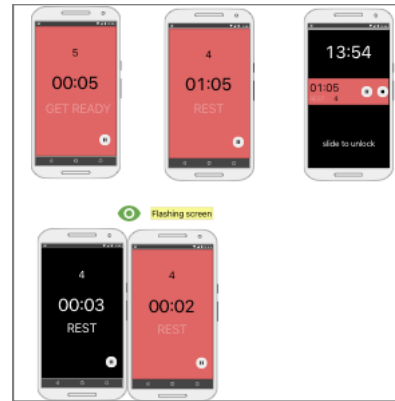 5
00:05
GET READY
4
01:05
REST
13:54
01:05
REST 4
slide to unlock
Flashing screen
4
00:03
REST
4
00:02
REST